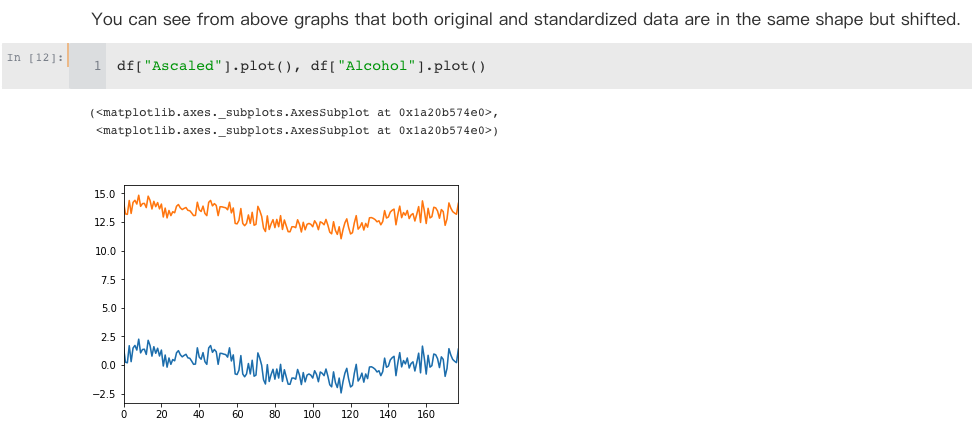 You can see from above graphs that both original and standardized data are in the same shape but shifted.
In [12]:
1 df["Ascaled"].plot(), df["Alcohol"].plot()
(<matplotlib.axes._subplots.AxesSubplot at 0x1a20b574e0>,
<matplotlib.axes._subplots.AxesSubplot at 0x1a20b574e0>)
15.0
12.5
10.0
7.5
5.0
2.5
0.0
−2.5
0 20 40 60 80 100 120 140 160